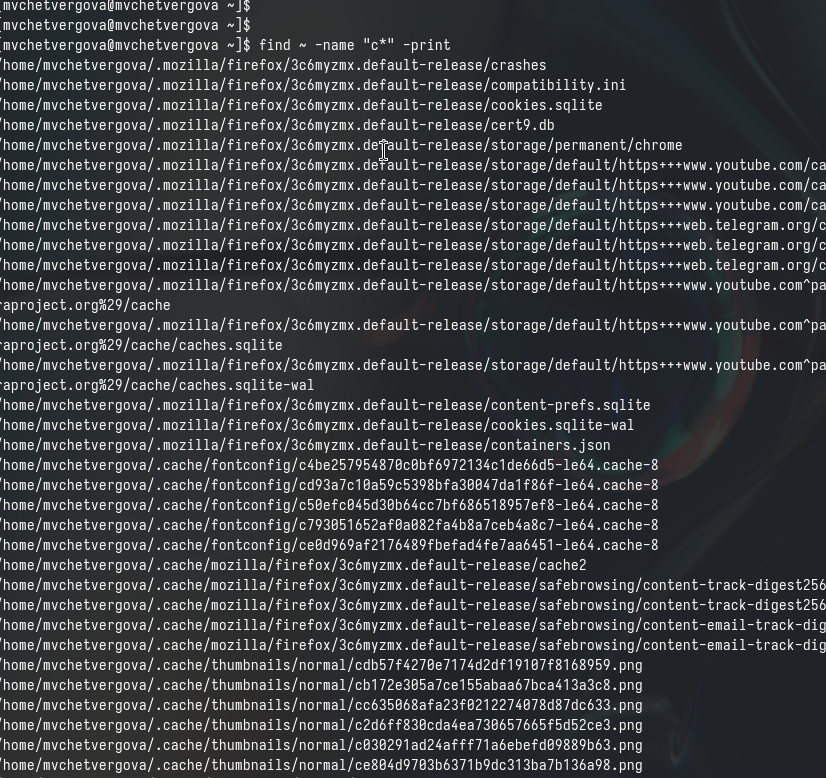 [mvchetvergova@mvchetvergova ~]$
[mvchetvergova@mvchetvergova ~]$
[mvchetvergova@mvchetvergova ~]$ find ~ -name "c*" -print
/home/mvchetvergova/.mozilla/firefox/3c6myzmx.default-release/crashes
/home/mvchetvergova/.mozilla/firefox/3c6myzmx.default-release/compatibility.ini
/home/mvchetvergova/.mozilla/firefox/3c6myzmx.default-release/cookies.sqlite
/home/mvchetvergova/.mozilla/firefox/3c6myzmx.default-release/cert9.db
/home/mvchetvergova/.mozilla/firefox/3c6myzmx.default-release/storage/permanent/chrome
/home/mvchetvergova/.mozilla/firefox/3c6myzmx.default-release/storage/default/https+++www.youtube.com/ca
/home/mvchetvergova/.mozilla/firefox/3c6myzmx.default-release/storage/default/https+++www.youtube.com/ca
/home/mvchetvergova/.mozilla/firefox/3c6myzmx.default-release/storage/default/https+++www.youtube.com/ca
/home/mvchetvergova/.mozilla/firefox/3c6myzmx.default-release/storage/default/https+++web.telegram.org/c
/home/mvchetvergova/.mozilla/firefox/3c6myzmx.default-release/storage/default/https+++web.telegram.org/c
/home/mvchetvergova/.mozilla/firefox/3c6myzmx.default-release/storage/default/https+++web.telegram.org/c
/home/mvchetvergova/.mozilla/firefox/3c6myzmx.default-release/storage/default/https+++www.youtube.com^pa
raproject.org%29/cache
/home/mvchetvergova/.mozilla/firefox/3c6myzmx.default-release/storage/default/https+++www.youtube.com^pa
raproject.org%29/cache/caches.sqlite
/home/mvchetvergova/.mozilla/firefox/3c6myzmx.default-release/storage/default/https+++www.youtube.com^pa
raproject.org%29/cache/caches.sqlite-wal
/home/mvchetvergova/.mozilla/firefox/3c6myzmx.default-release/content-prefs.sqlite
/home/mvchetvergova/.mozilla/firefox/3c6myzmx.default-release/cookies.sqlite-wal
/home/mvchetvergova/.mozilla/firefox/3c6myzmx.default-release/containers.json
/home/mvchetvergova/.cache/fontconfig/c4be257954870c0bf6972134c1de66d5-le64.cache-8
/home/mvchetvergova/.cache/fontconfig/cd93a7c10a59c5398bfa30047da1f86f-le64.cache-8
/home/mvchetvergova/.cache/fontconfig/c50efc045d30b64cc7bf686518957ef8-le64.cache-8
/home/mvchetvergova/.cache/fontconfig/c793051652af0a082fa4b8a7ceb4a8c7-le64.cache-8
/home/mvchetvergova/.cache/fontconfig/ce0d969af2176489fbefad4fe7aa6451-le64.cache-8
/home/mvchetvergova/.cache/mozilla/firefox/3c6myzmx.default-release/cache2
/home/mvchetvergova/.cache/mozilla/firefox/3c6myzmx.default-release/safebrowsing/content-track-digest256
/home/mvchetvergova/.cache/mozilla/firefox/3c6myzmx.default-release/safebrowsing/content-track-digest256
/home/mvchetvergova/.cache/mozilla/firefox/3c6myzmx.default-release/safebrowsing/content-email-track-dig
/home/mvchetvergova/.cache/mozilla/firefox/3c6myzmx.default-release/safebrowsing/content-email-track-dig
/home/mvchetvergova/.cache/thumbnails/normal/cdb57f4270e7174d2df19107f8168959.png
/home/mvchetvergova/.cache/thumbnails/normal/cb172e305a7ce155abaa67bca413a3c8.png
/home/mvchetvergova/.cache/thumbnails/normal/cc635068afa23f0212274078d87dc633.png
/home/mvchetvergova/.cache/thumbnails/normal/c2d6ff830cda4ea730657665f5d52ce3.png
/home/mvchetvergova/.cache/thumbnails/normal/c030291ad24afff71a6ebefd09889b63.png
/home/mvchetvergova/.cache/thumbnails/normal/ce804d9703b6371b9dc313ba7b136a98.png